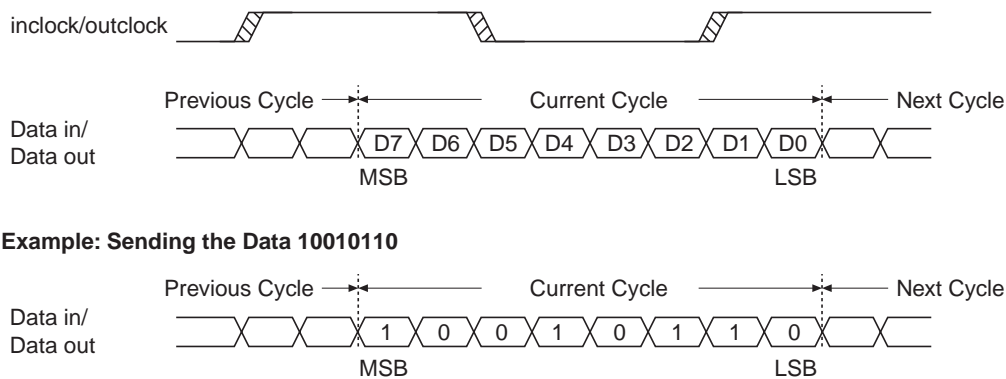 inclock/outclock
Previous Cycle Current Cycle Next Cycle
Data in/
Data out
D7 D6 D5 D4 D3 D2 D1 D0
MSB LSB
Example: Sending the Data 10010110
Previous Cycle Current Cycle Next Cycle
Data in/
Data out
1 0 0 1 0 1 1 0
MSB LSB